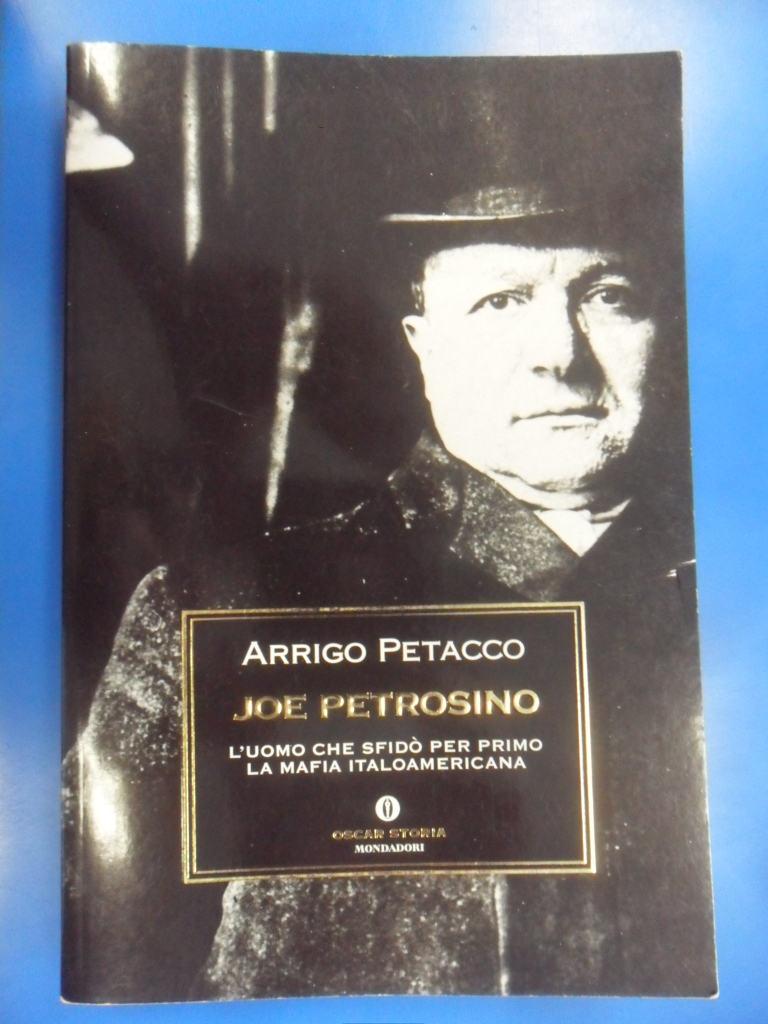 ARRIGO PETACCO
JOE PETROSINO
L'UOMO CHE SFIDÒ PER PRIMO
LA MAFIA ITALOAMERICANA
OSCAR STORIA
MONDADORI